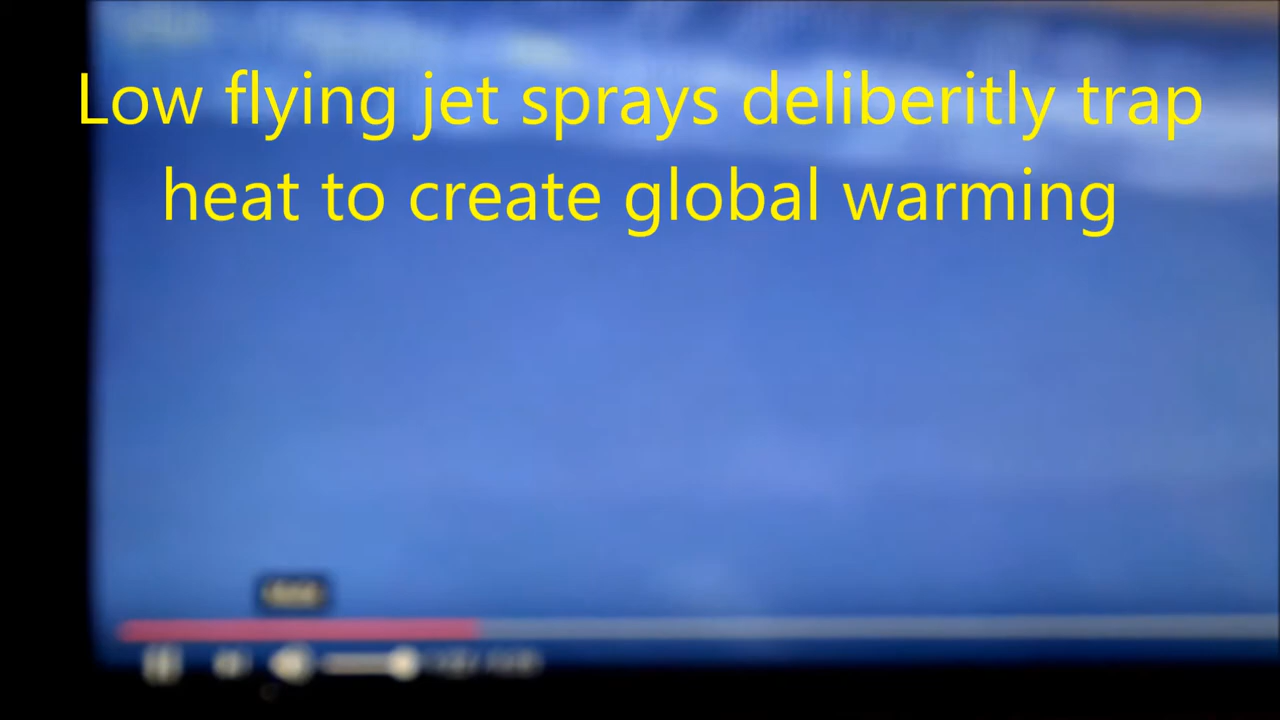 Low flying jet sprays deliberitly trap
heat to create global warming